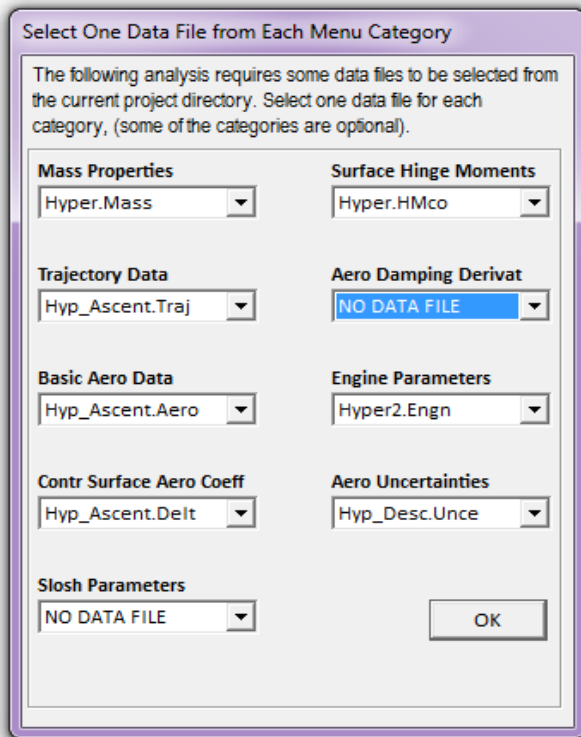 Select One Data File from Each Menu Category
The following analysis requires some data files to be selected from
the current project directory. Select one data file for each
category, (some of the categories are optional).
Mass Properties
Hyper.Mass
Surface Hinge Moments
Hyper.HMco
Trajectory Data
Hyp_Ascent.Traj
Aero Damping Derivat
NO DATA FILE
Basic Aero Data
Hyp_Ascent.Aero
Engine Parameters
Hyper2.Engn
Contr Surface Aero Coeff
Hyp_Ascent.Delt
Aero Uncertainties
Hyp_Desc.Unce
Slosh Parameters
NO DATA FILE
OK